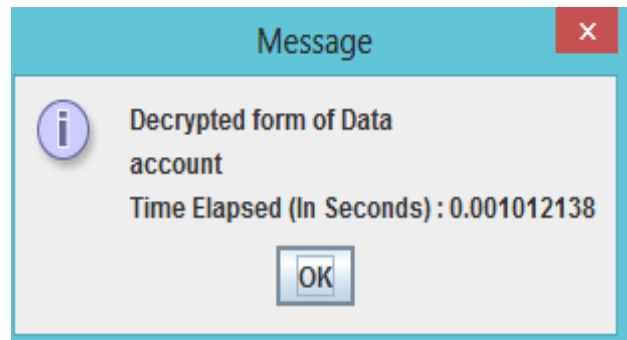 Message
Decrypted form of Data
account
Time Elapsed (In Seconds) : 0.001012138
OK